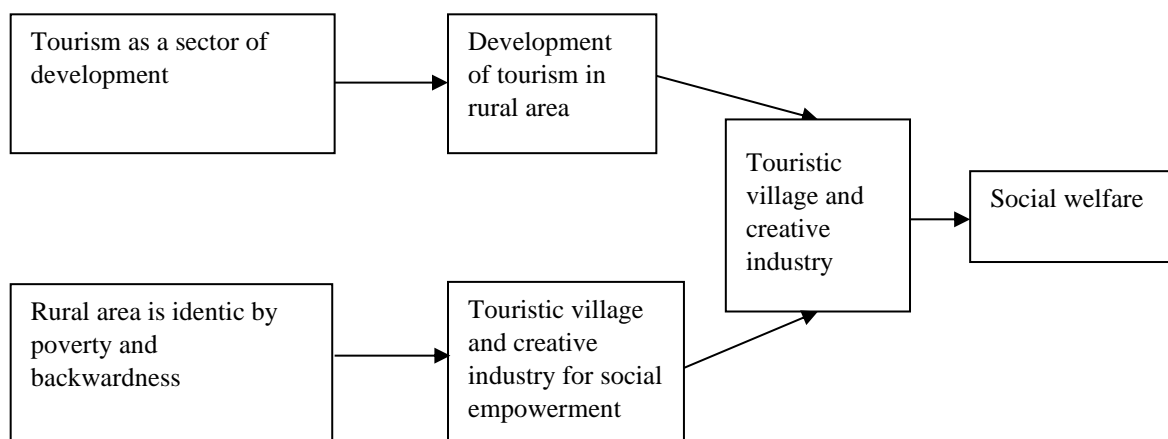 Tourism as a sector of
development
Development
of tourism in
rural area
Touristic
village and
creative
industry
Social welfare
Rural area is identic by
poverty and
backwardness
Touristic village
and creative
industry for social
empowerment